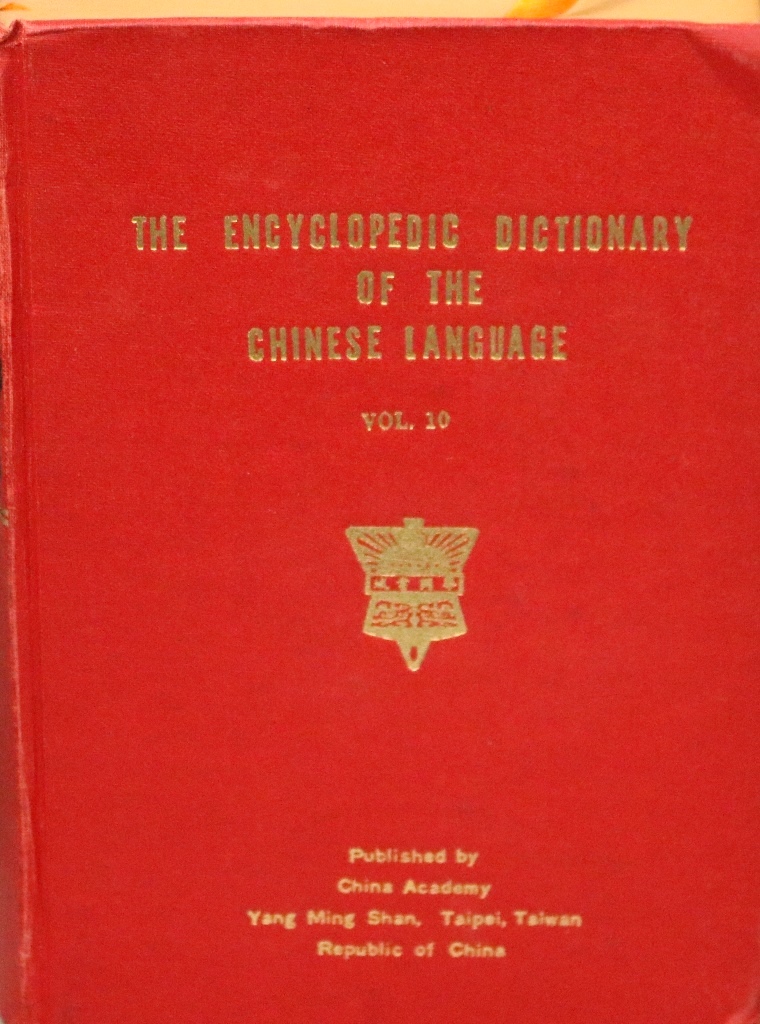 THE ENCYCLOPEDIC DICTIONARY
OF THE
CHINESE LANGUAGE
VOL. 10
Published by
China Academy
Yang Ming Shan, Taipei, Taiwan
Republic of China